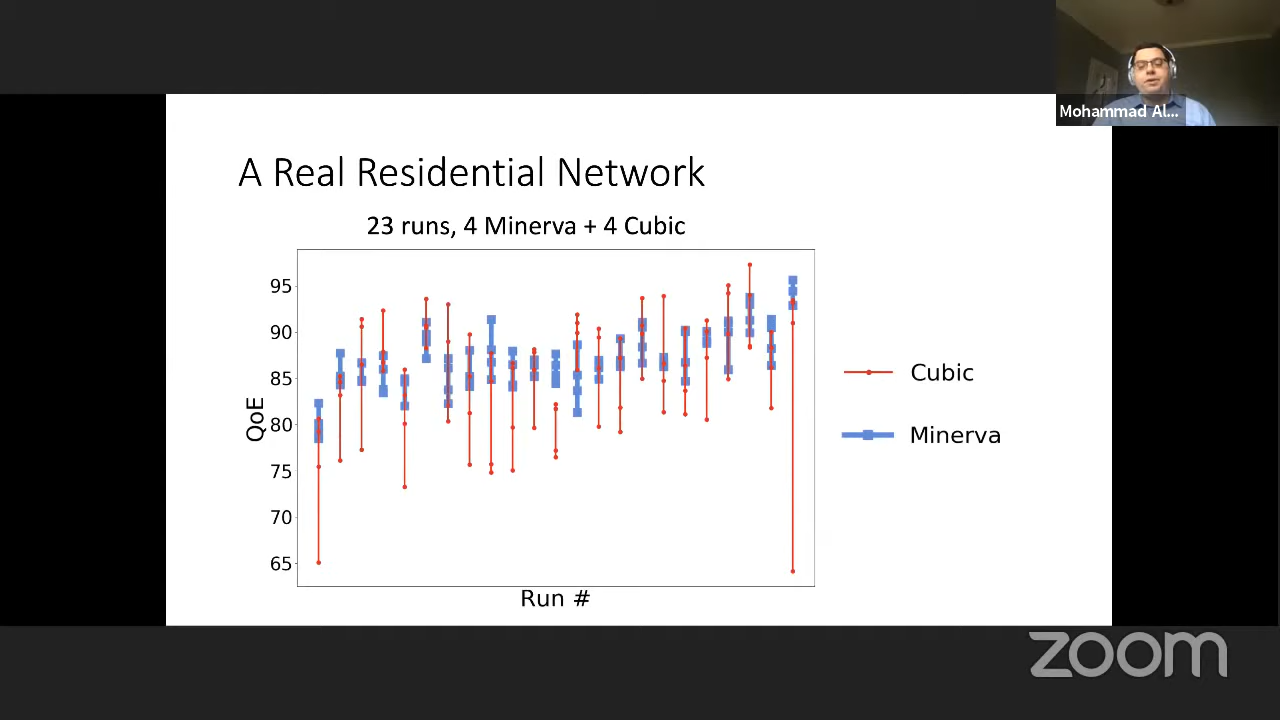 Mohammad Al...
A Real Residential Network
23 runs, 4 Minerva + 4 Cubic
95
90
85
80
75
70
65
QoE
Run #
Cubic
Minerva
zoom